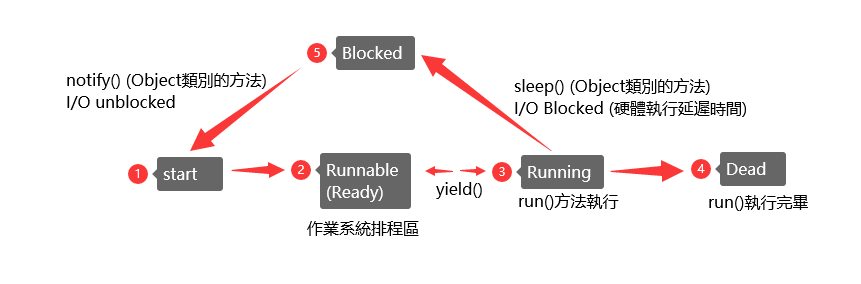 5 Blocked
notify() (Object類別的方法)
I/O unblocked
sleep() (Object類別的方法)
I/O Blocked (硬體執行延遲時間)
1 start
2 Runnable
(Ready)
作業系統排程區
yield()
3 Running
run()方法執行
4 Dead
run()執行完畢